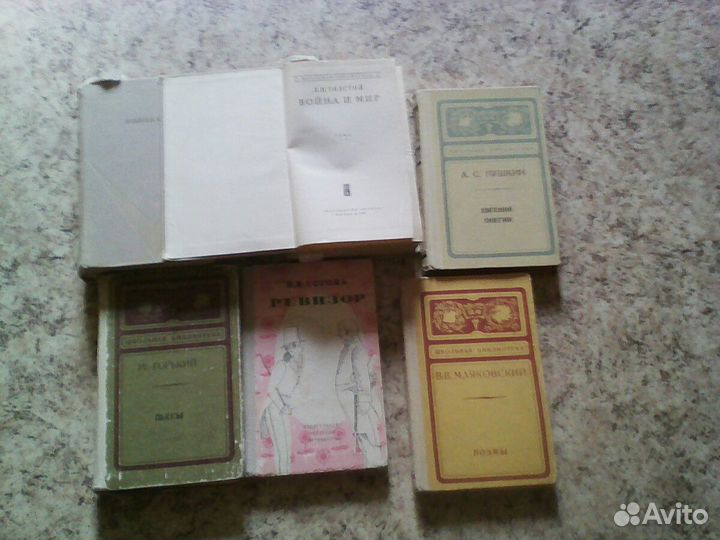 Л.Н.ТОЛСТОЙ
ВОЙНА И МИР
А. С. ПУШКИН
ЕВГЕНИЙ
ОНЕГИН
ШКОЛЬНАЯ БИБЛИОТЕКА
М. ГОРЬКИЙ
ПЬЕСЫ
Н.В.ГОГОЛЬ
РЕВИЗОР
ШКОЛЬНАЯ БИБЛИОТЕКА
В.В. МАЯКОВСКИЙ
ПОЭМЫ
Avito